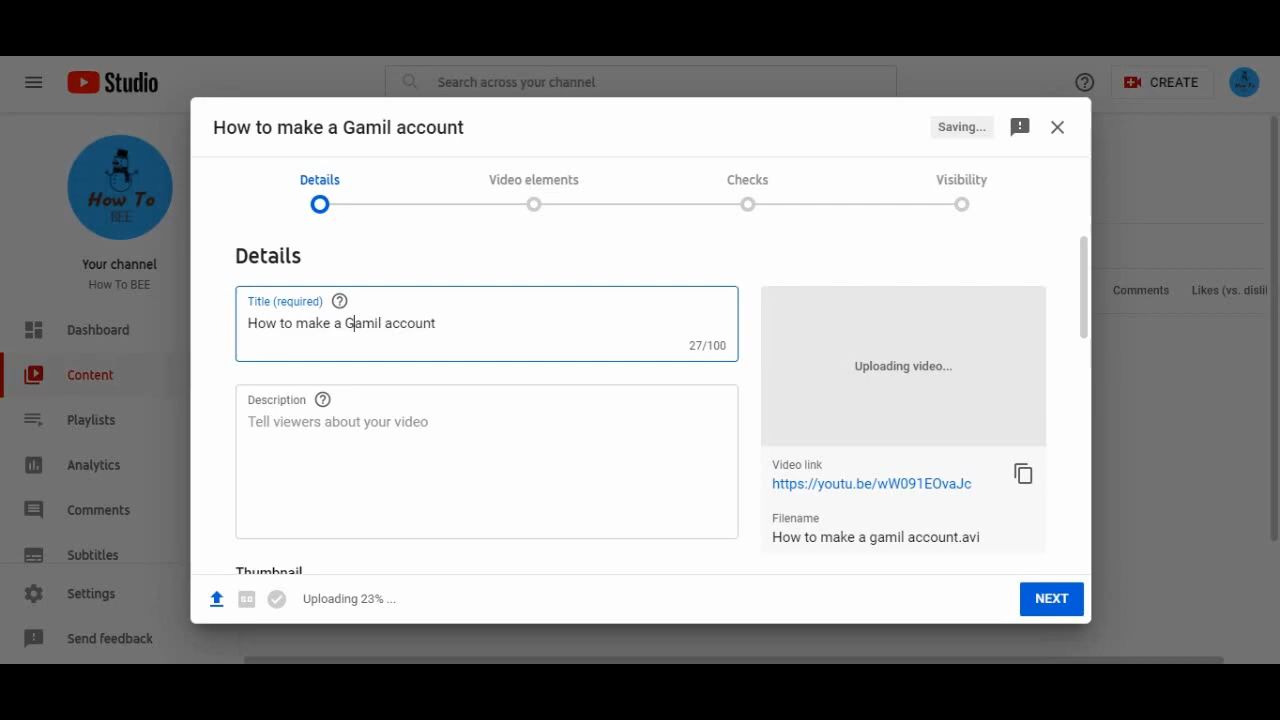 Studio
Search across your channel
CREATE
How to make a Gamil account
Saving...
Details
Video elements
Checks
Visibility
How To
BEE
Your channel
How To BEE
Dashboard
Content
Playlists
Analytics
Comments
Subtitles
Settings
Send feedback
Details
Title (required)
How to make a Gamil account
27/100
Description
Tell viewers about your video
Thumbnail
Uploading video...
Video link
https://youtu.be/wW091EOvaJc
Filename
How to make a gamil account.avi
Comments
Likes (vs. disli
Uploading 23% ...
NEXT